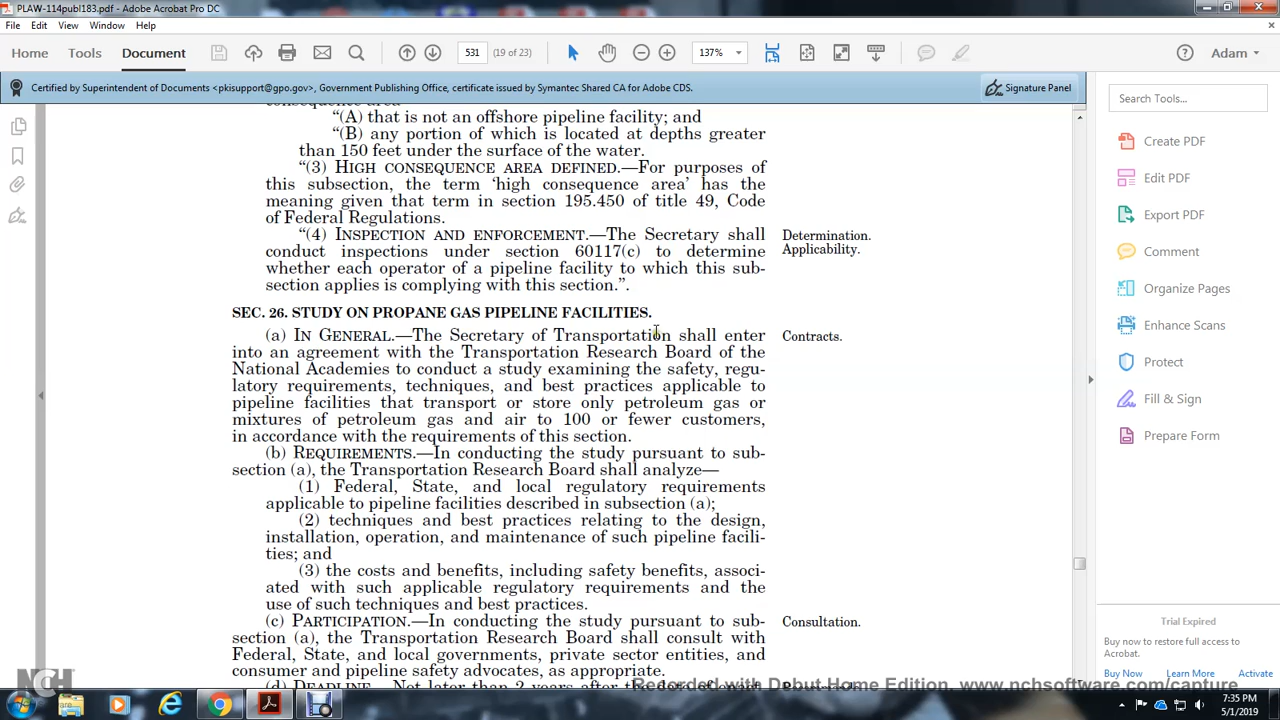 PLAW-114publ183.pdf - Adobe Acrobat Pro DC
File Edit View Window Help
Home Tools Document 531 (19 of 23) 137% Adam
Certified by Superintendent of Documents <pkisupport@gpo.gov>, Government Publishing Office, certificate issued by Symantec Shared CA for Adobe CDS. Signature Panel
consequence area—
“(A) that is not an offshore pipeline facility; and
“(B) any portion of which is located at depths greater
than 150 feet under the surface of the water.
“(3) HIGH CONSEQUENCE AREA DEFINED.—For purposes of
this subsection, the term ‘high consequence area’ has the
meaning given that term in section 195.450 of title 49, Code
of Federal Regulations.
“(4) INSPECTION AND ENFORCEMENT.—The Secretary shall
conduct inspections under section 60117(c) to determine
whether each operator of a pipeline facility to which this sub-
section applies is complying with this section.”.
Determination.
Applicability.
SEC. 26. STUDY ON PROPANE GAS PIPELINE FACILITIES.
(a) IN GENERAL.—The Secretary of Transportation shall enter
into an agreement with the Transportation Research Board of the
National Academies to conduct a study examining the safety, regu-
latory requirements, techniques, and best practices applicable to
pipeline facilities that transport or store only petroleum gas or
mixtures of petroleum gas and air to 100 or fewer customers,
in accordance with the requirements of this section.
Contracts.
(b) REQUIREMENTS.—In conducting the study pursuant to sub-
section (a), the Transportation Research Board shall analyze—
(1) Federal, State, and local regulatory requirements
applicable to pipeline facilities described in subsection (a);
(2) techniques and best practices relating to the design,
installation, operation, and maintenance of such pipeline facili-
ties; and
(3) the costs and benefits, including safety benefits, associ-
ated with such applicable regulatory requirements and the
use of such techniques and best practices.
(c) PARTICIPATION.—In conducting the study pursuant to sub-
section (a), the Transportation Research Board shall consult with
Federal, State, and local governments, private sector entities, and
consumer and pipeline safety advocates, as appropriate.
Consultation.
(d) DEADLINE.—Not later than 2 years after the
Search Tools...
Create PDF
Edit PDF
Export PDF
Comment
Organize Pages
Enhance Scans
Protect
Fill & Sign
Prepare Form
Trial Expired
Buy now to restore full access to
Acrobat.
Buy Now Learn More Activate
NCH
Recorded with Debut Home Edition. www.nchsoftware.com/capture
7:35 PM
5/1/2019